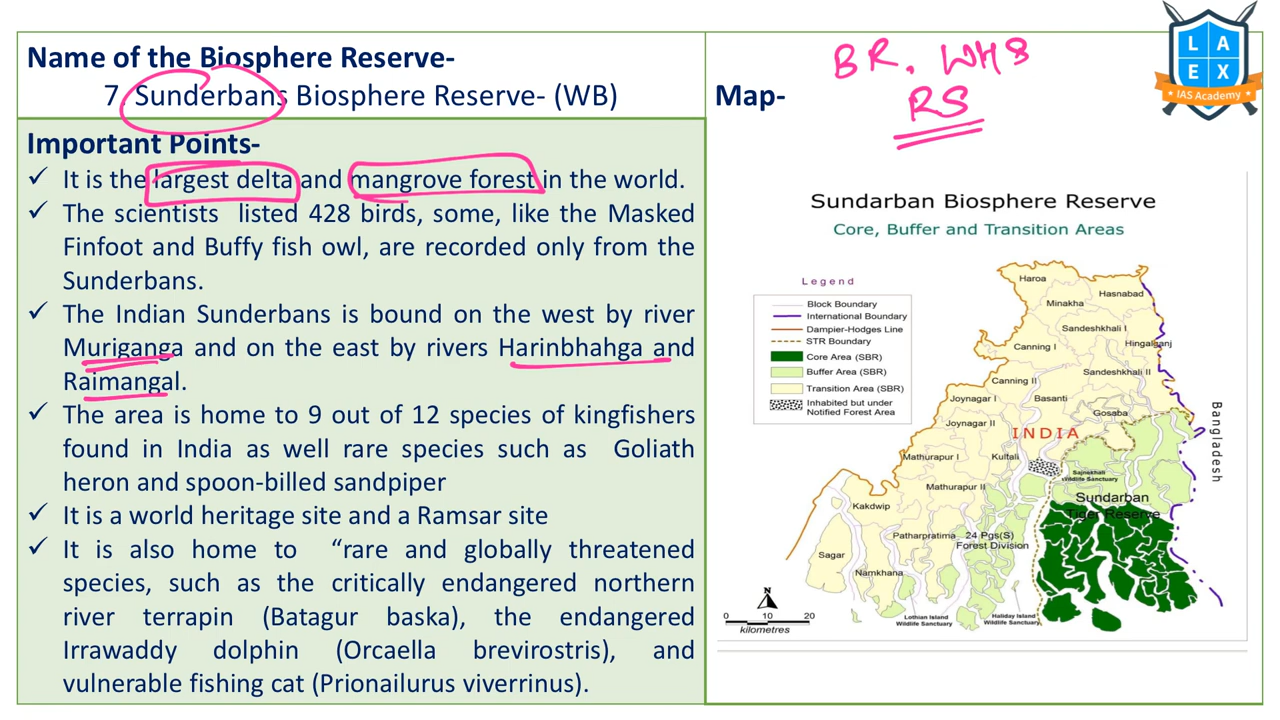 Name of the Biosphere Reserve-
7. Sunderbans Biosphere Reserve- (WB)
Important Points-
✓ It is the largest delta and mangrove forest in the world.
✓ The scientists listed 428 birds, some, like the Masked
Finfoot and Buffy fish owl, are recorded only from the
Sunderbans.
✓ The Indian Sunderbans is bound on the west by river
Muriganga and on the east by rivers Harinbhahga and
Raimangal.
✓ The area is home to 9 out of 12 species of kingfishers
found in India as well rare species such as Goliath
heron and spoon-billed sandpiper
✓ It is a world heritage site and a Ramsar site
✓ It is also home to “rare and globally threatened
species, such as the critically endangered northern
river terrapin (Batagur baska), the endangered
Irrawaddy dolphin (Orcaella brevirostris), and
vulnerable fishing cat (Prionailurus viverrinus).
Map-
BR. WHS
RS
L A
E X
IAS Academy
Sundarban Biosphere Reserve
Core, Buffer and Transition Areas
Legend
Block Boundary
International Boundary
Dampier-Hodges Line
STR Boundary
Core Area (SBR)
Buffer Area (SBR)
Transition Area (SBR)
Inhabited but under
Notified Forest Area
Haroa
Hasnabad
Minakha
Sandeshkhali I
Canning I
Hingalganj
Sandeshkhali II
Canning II
Joynagar I
Basanti
Gosaba
Joynagar II
INDIA
Bangladesh
Mathurapur I
Kultali
Sajnekhali
Wildlife Sanctuary
Mathurapur II
Sundarban
Tiger Reserve
Kakdwip
Patharpratima
24 Pgs(S)
Forest Division
Sagar
Namkhana
N
0 10 20
kilometres
Lothian Island
Wildlife Sanctuary
Haliday Island
Wildlife Sanctuary